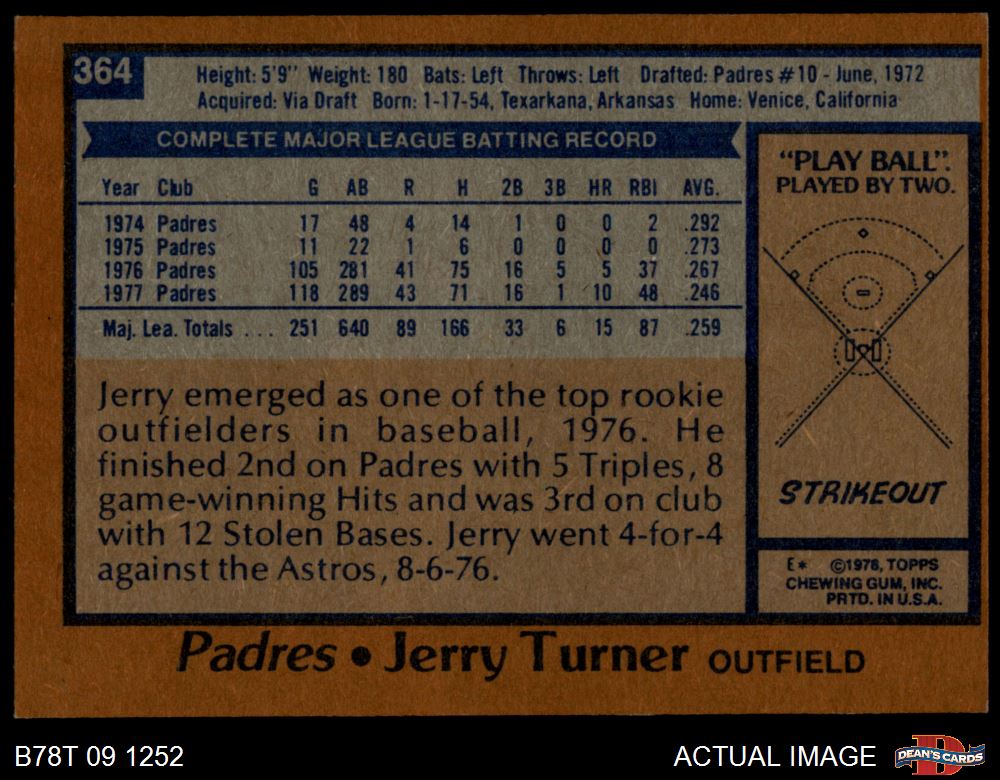 364
Height: 5'9" Weight: 180 Bats: Left Throws: Left Drafted: Padres #10 - June, 1972
Acquired: Via Draft Born: 1-17-54, Texarkana, Arkansas Home: Venice, California
COMPLETE MAJOR LEAGUE BATTING RECORD
Year Club G AB R H 2B 3B HR RBI AVG.
1974 Padres 17 48 4 14 1 0 0 2 .292
1975 Padres 11 22 1 6 0 0 0 0 .273
1976 Padres 105 281 41 75 16 5 5 37 .267
1977 Padres 118 289 43 71 16 1 10 48 .246
Maj. Lea. Totals ... 251 640 89 166 33 6 15 87 .259
Jerry emerged as one of the top rookie
outfielders in baseball, 1976. He
finished 2nd on Padres with 5 Triples, 8
game-winning Hits and was 3rd on club
with 12 Stolen Bases. Jerry went 4-for-4
against the Astros, 8-6-76.
"PLAY BALL":
PLAYED BY TWO.
STRIKEOUT
E* ©1978, TOPPS
CHEWING GUM, INC.
PRTD. IN U.S.A.
Padres • Jerry Turner OUTFIELD
B78T 09 1252
ACTUAL IMAGE
D
DEAN'S CARDS